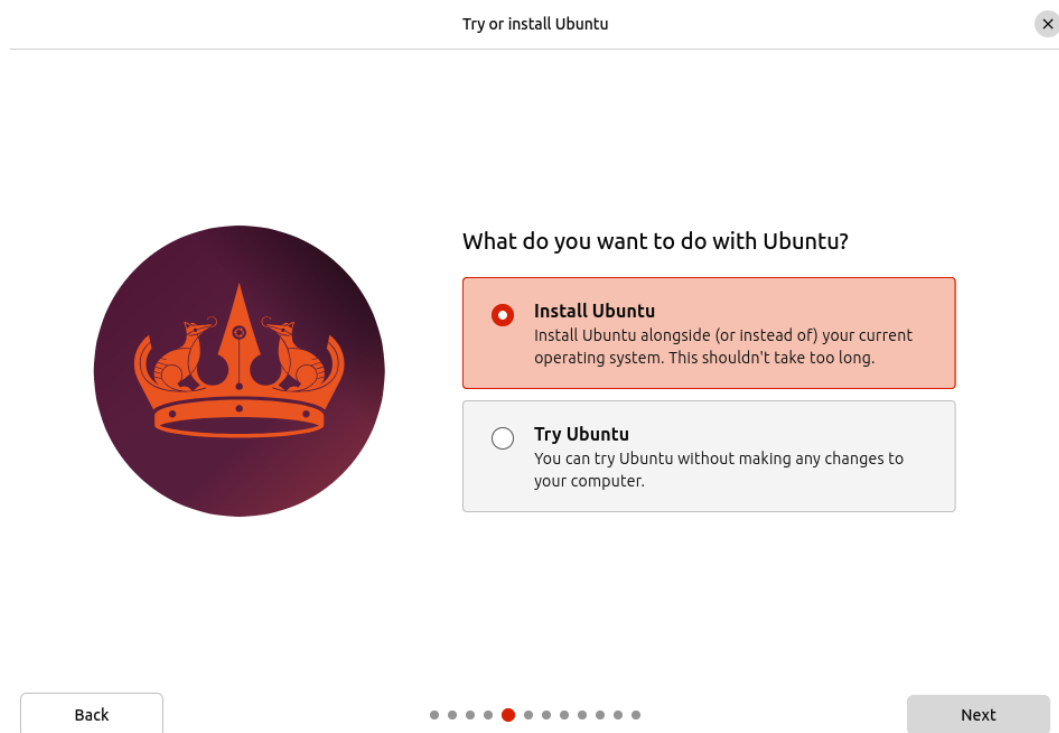 Try or install Ubuntu
What do you want to do with Ubuntu?
Install Ubuntu
Install Ubuntu alongside (or instead of) your current
operating system. This shouldn't take too long.
Try Ubuntu
You can try Ubuntu without making any changes to
your computer.
Back
Next